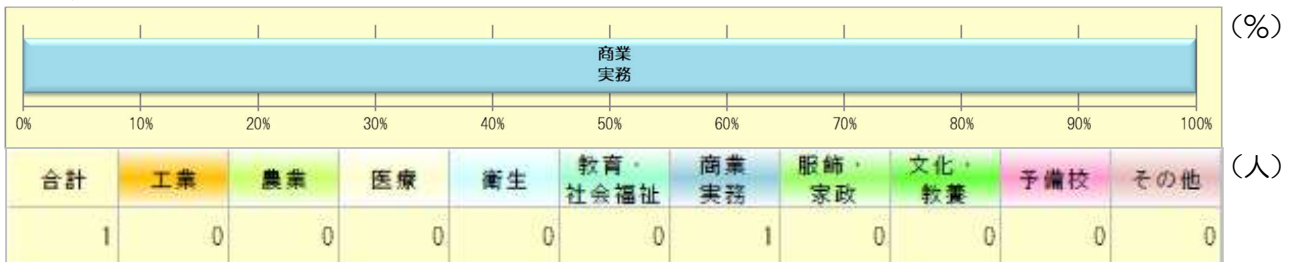 (%)
商業
実務
0% 10% 20% 30% 40% 50% 60% 70% 80% 90% 100%
(人)
合計 工業 農業 医療 衛生 教育・社会福祉 商業実務 服飾・家政 文化・教養 予備校 その他
1 0 0 0 0 0 1 0 0 0 0